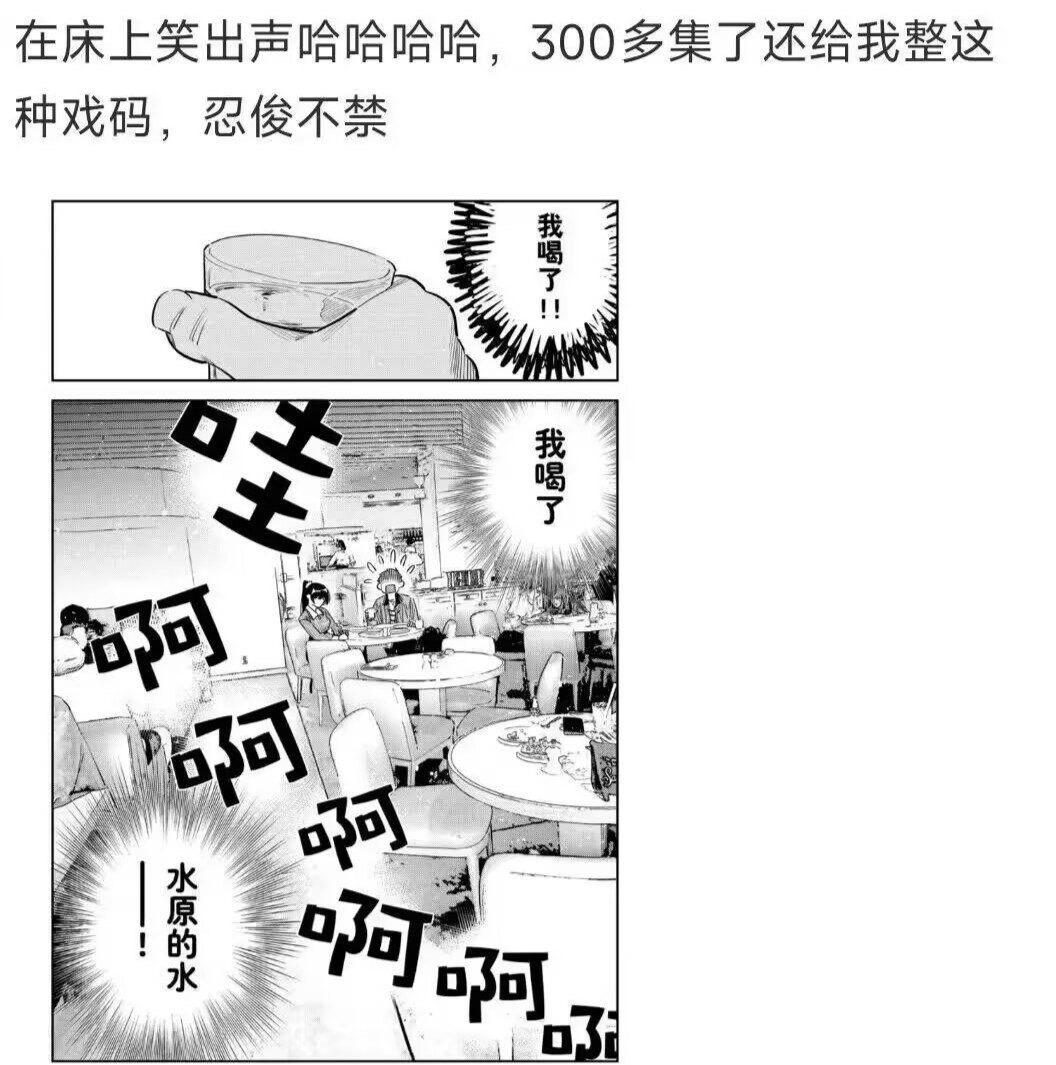 在床上笑出声哈哈哈哈，300多集了还给我整这
种戏码，忍俊不禁
我喝了!!
我喝了
哇
啊
啊
啊
啊
啊
啊
水原的水
——!